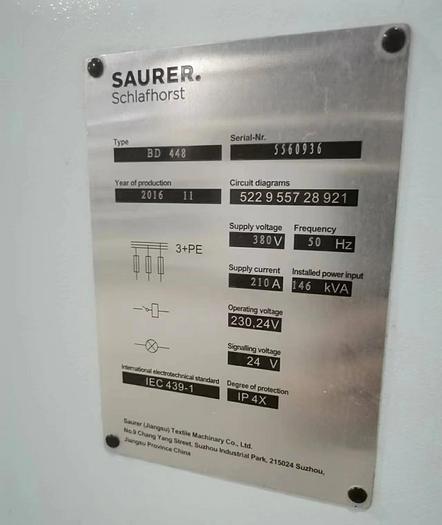 SAURER.
Schlafhorst
Type
BD 448
Serial-Nr.
5560936
Year of production
2016 11
Circuit diagrams
522 9 557 28 921
Supply voltage
380V
Frequency
50 Hz
3+PE
Supply current
210 A
Installed power input
146 kVA
Operating voltage
230,24V
Signalling voltage
24 V
International electrotechnical standard
IEC 439-1
Degree of protection
IP 4X
Saurer (Jiangsu) Textile Machinery Co., Ltd.
No.9 Chang Yang Street, Suzhou Industrial Park, 215024 Suzhou,
Jiangsu Province China